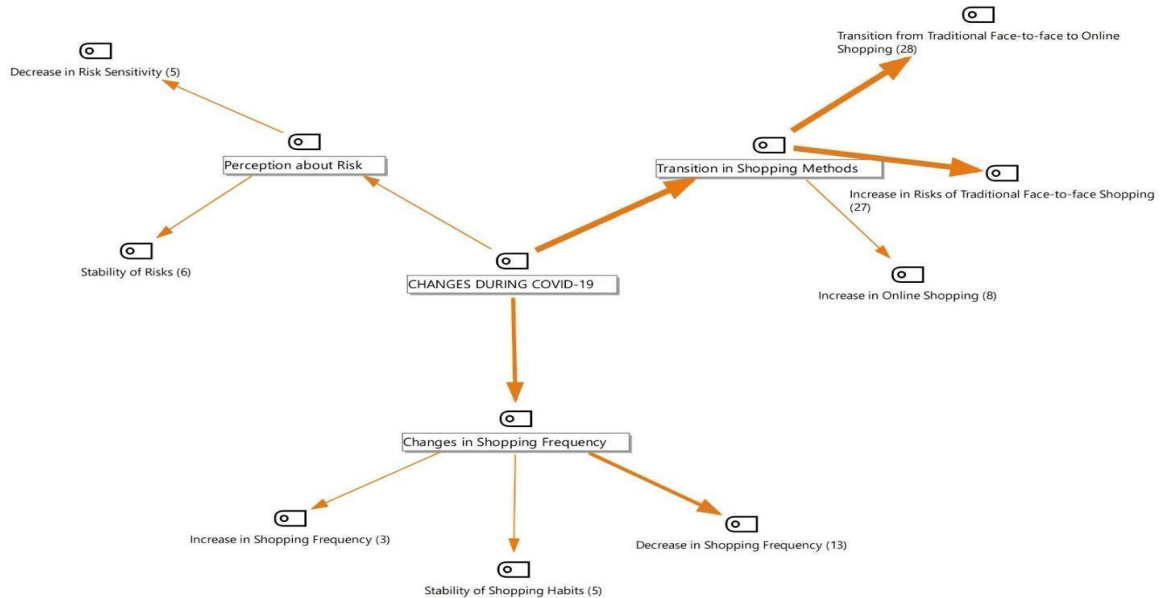 Transition from Traditional Face-to-face to Online
Shopping (28)
Decrease in Risk Sensitivity (5)
Perception about Risk
Transition in Shopping Methods
Increase in Risks of Traditional Face-to-face Shopping
(27)
Stability of Risks (6)
CHANGES DURING COVID-19
Increase in Online Shopping (8)
Changes in Shopping Frequency
Increase in Shopping Frequency (3)
Decrease in Shopping Frequency (13)
Stability of Shopping Habits (5)